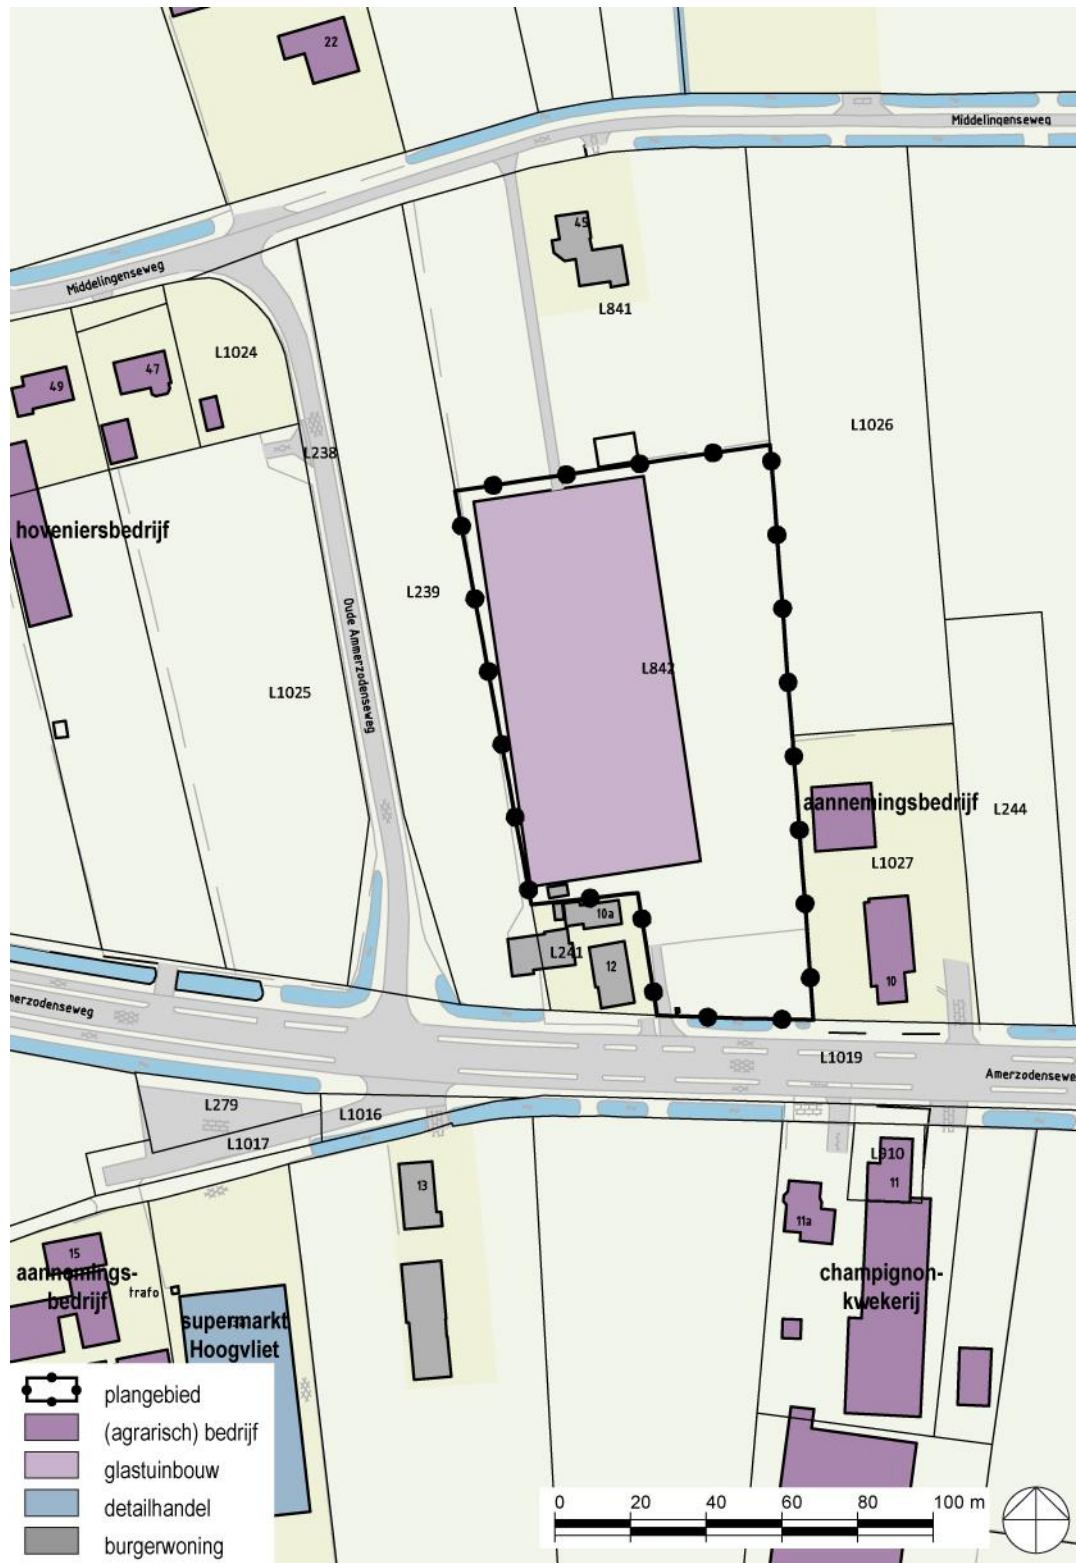 22
Middelingenseweg
45
Middelingenseweg
L841
L1024
47
49
L1026
L238
hoveniersbedrijf
L239
Oude Ammerzodenseweg
L842
L1025
aannemingsbedrijf
L244
L1027
10a
L241
12
10
merzodenseweg
L1019
Amerzodensewe
L279
L1016
L1017
L910
13
11
11a
15
aannemings-
bedrijf
trafo
champignon-
kwekerij
supermarkt
Hoogvliet
plangebied
(agrarisch) bedrijf
glastuinbouw
detailhandel
burgerwoning
0 20 40 60 80 100 m